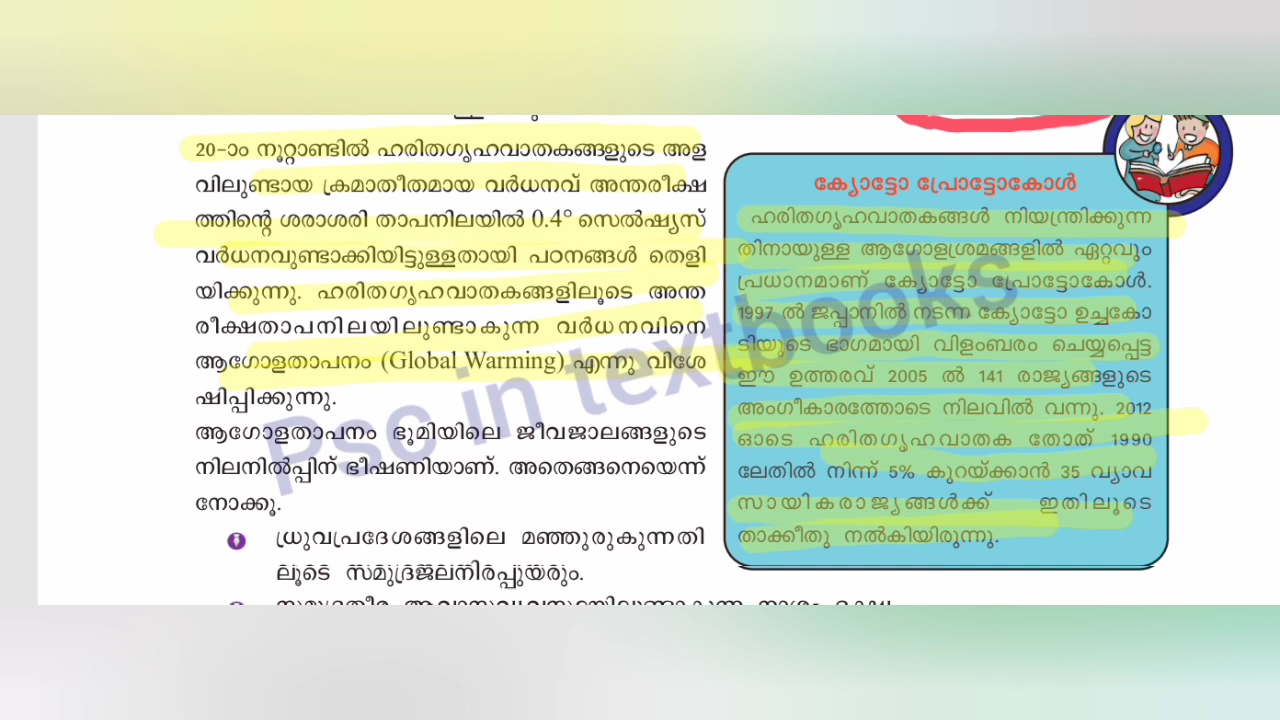 20-ാം നൂറ്റാണ്ടിൽ ഹരിതഗൃഹവാതകങ്ങളുടെ അള
വിലുണ്ടായ ക്രമാതീതമായ വർധനവ് അന്തരീക്ഷ
ത്തിന്റെ ശരാശരി താപനിലയിൽ 0.4° സെൽഷ്യസ്
വർധനവുണ്ടാക്കിയിട്ടുള്ളതായി പഠനങ്ങൾ തെളി
യിക്കുന്നു. ഹരിതഗൃഹവാതകങ്ങളിലൂടെ അന്ത
രീക്ഷതാപനിലയിലുണ്ടാകുന്ന വർധനവിനെ
ആഗോളതാപനം (Global Warming) എന്നു വിശേ
ഷിപ്പിക്കുന്നു.
ആഗോളതാപനം ഭൂമിയിലെ ജീവജാലങ്ങളുടെ
നിലനിൽപ്പിന് ഭീഷണിയാണ്. അതെങ്ങനെയെന്ന്
നോക്കൂ.
ധ്രുവപ്രദേശങ്ങളിലെ മഞ്ഞുരുകുന്നതി
ലൂടെ സമുദ്രജലനിരപ്പുയരും.
ക്യോട്ടോ പ്രോട്ടോകോൾ
ഹരിതഗൃഹവാതകങ്ങൾ നിയന്ത്രിക്കുന്ന
തിനായുള്ള ആഗോളശ്രമങ്ങളിൽ ഏറ്റവും
പ്രധാനമാണ് ക്യോട്ടോ പ്രോട്ടോകോൾ.
1997 ൽ ജപ്പാനിൽ നടന്ന ക്യോട്ടോ ഉച്ചകോ
ടിയുടെ ഭാഗമായി വിളംബരം ചെയ്യപ്പെട്ട
ഈ ഉത്തരവ് 2005 ൽ 141 രാജ്യങ്ങളുടെ
അംഗീകാരത്തോടെ നിലവിൽ വന്നു. 2012
ഓടെ ഹരിതഗൃഹവാതക തോത് 1990
ലേതിൽ നിന്ന് 5% കുറയ്ക്കാൻ 35 വ്യാവ
സായികരാജ്യങ്ങൾക്ക് ഇതിലൂടെ
താക്കീതു നൽകിയിരുന്നു.
Psc in textbooks